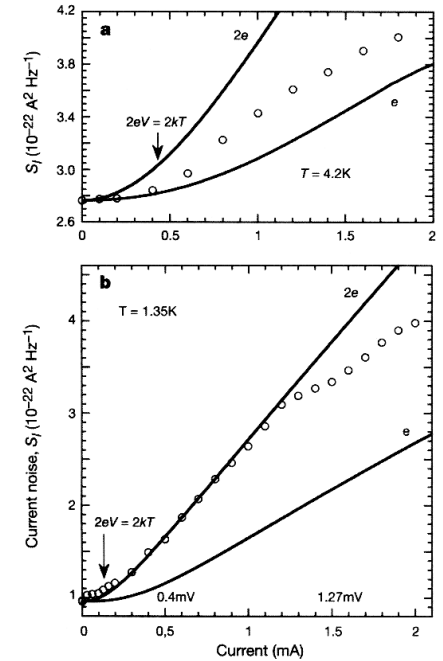 a
4.2
3.8
3.4
3.0
2.6
S_I (10⁻²² A² Hz⁻¹)
2e
2eV = 2kT
e
T = 4.2K
0 0.5 1 1.5 2
b
T = 1.35K
2e
4
3
2
1
Current noise, S_I (10⁻²² A² Hz⁻¹)
e
2eV = 2kT
0.4mV 1.27mV
0 0,5 1 1.5 2
Current (mA)